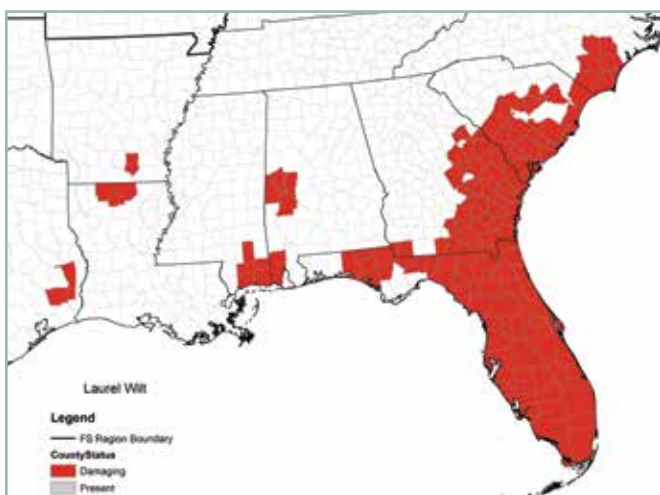 Laurel Wilt
Legend
FS Region Boundary
CountyStatus
Damaging
Present